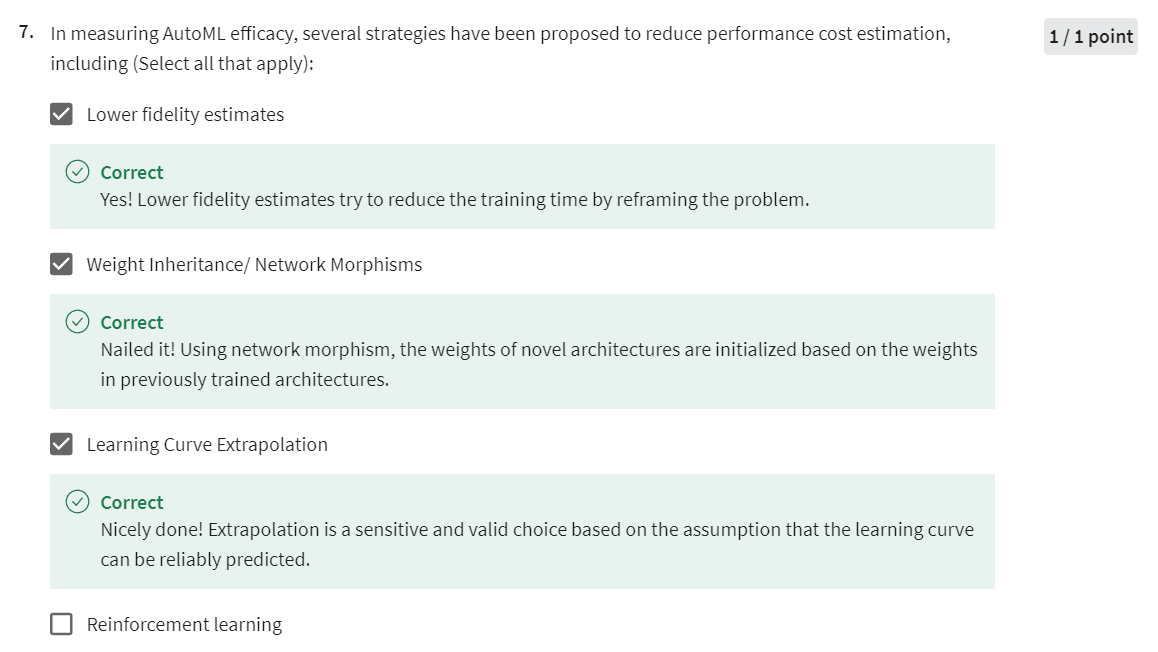 7. In measuring AutoML efficacy, several strategies have been proposed to reduce performance cost estimation,
including (Select all that apply):
1 / 1 point
Lower fidelity estimates
Correct
Yes! Lower fidelity estimates try to reduce the training time by reframing the problem.
Weight Inheritance/ Network Morphisms
Correct
Nailed it! Using network morphism, the weights of novel architectures are initialized based on the weights
in previously trained architectures.
Learning Curve Extrapolation
Correct
Nicely done! Extrapolation is a sensitive and valid choice based on the assumption that the learning curve
can be reliably predicted.
Reinforcement learning